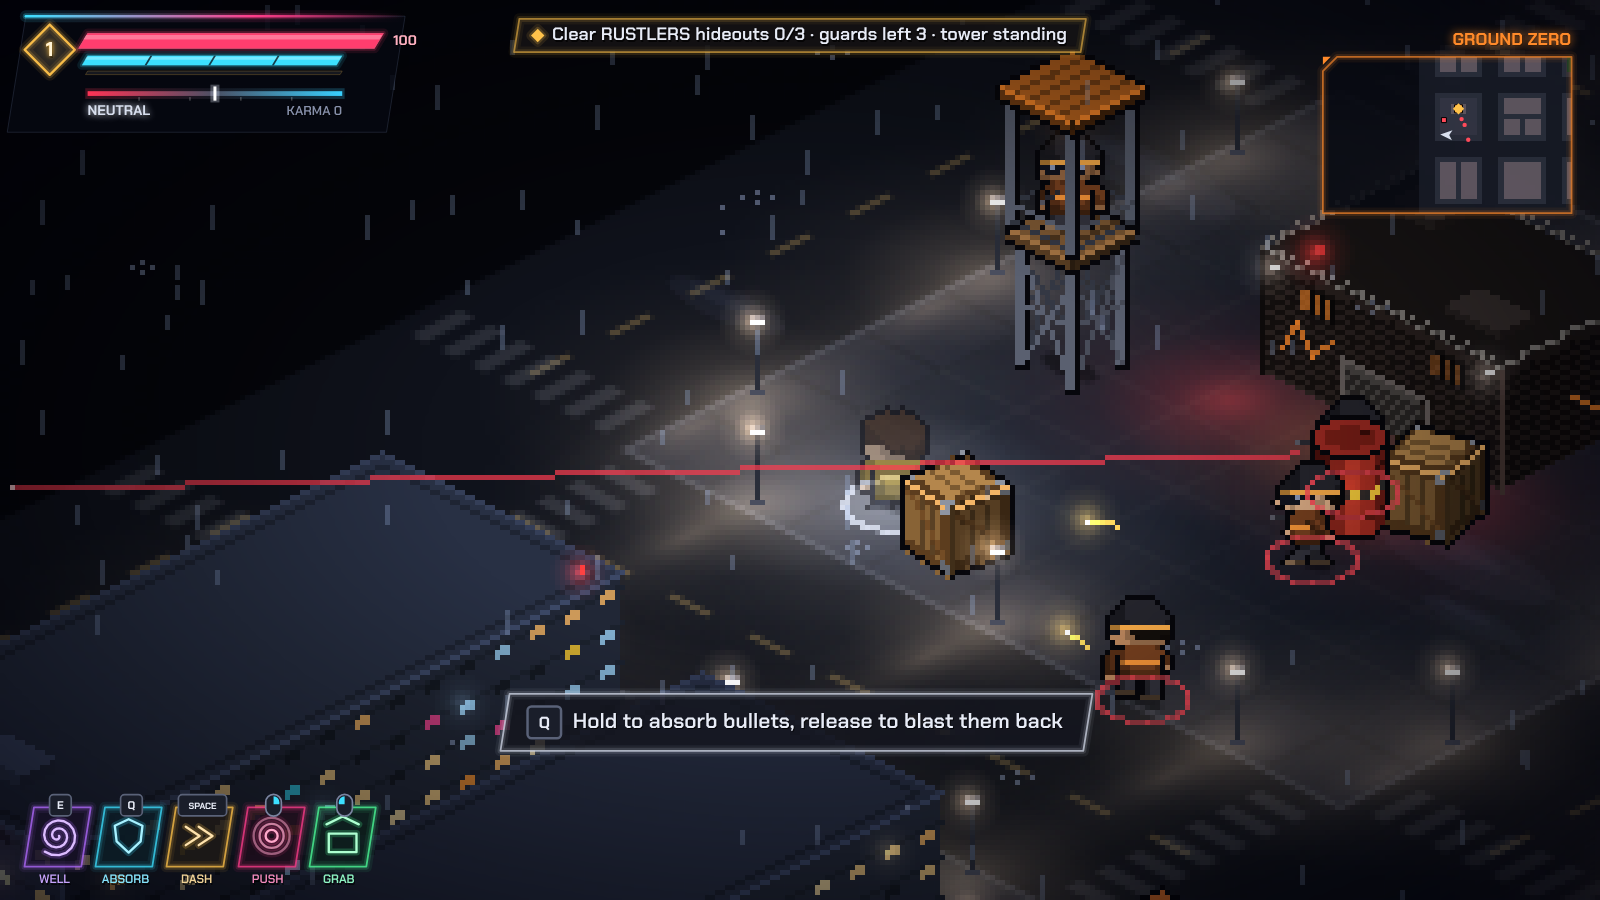 1
100
NEUTRAL
KARMA 0
Clear RUSTLERS hideouts 0/3 · guards left 3 · tower standing
GROUND ZERO
Q Hold to absorb bullets, release to blast them back
E
Q
SPACE
WELL
ABSORB
DASH
PUSH
GRAB